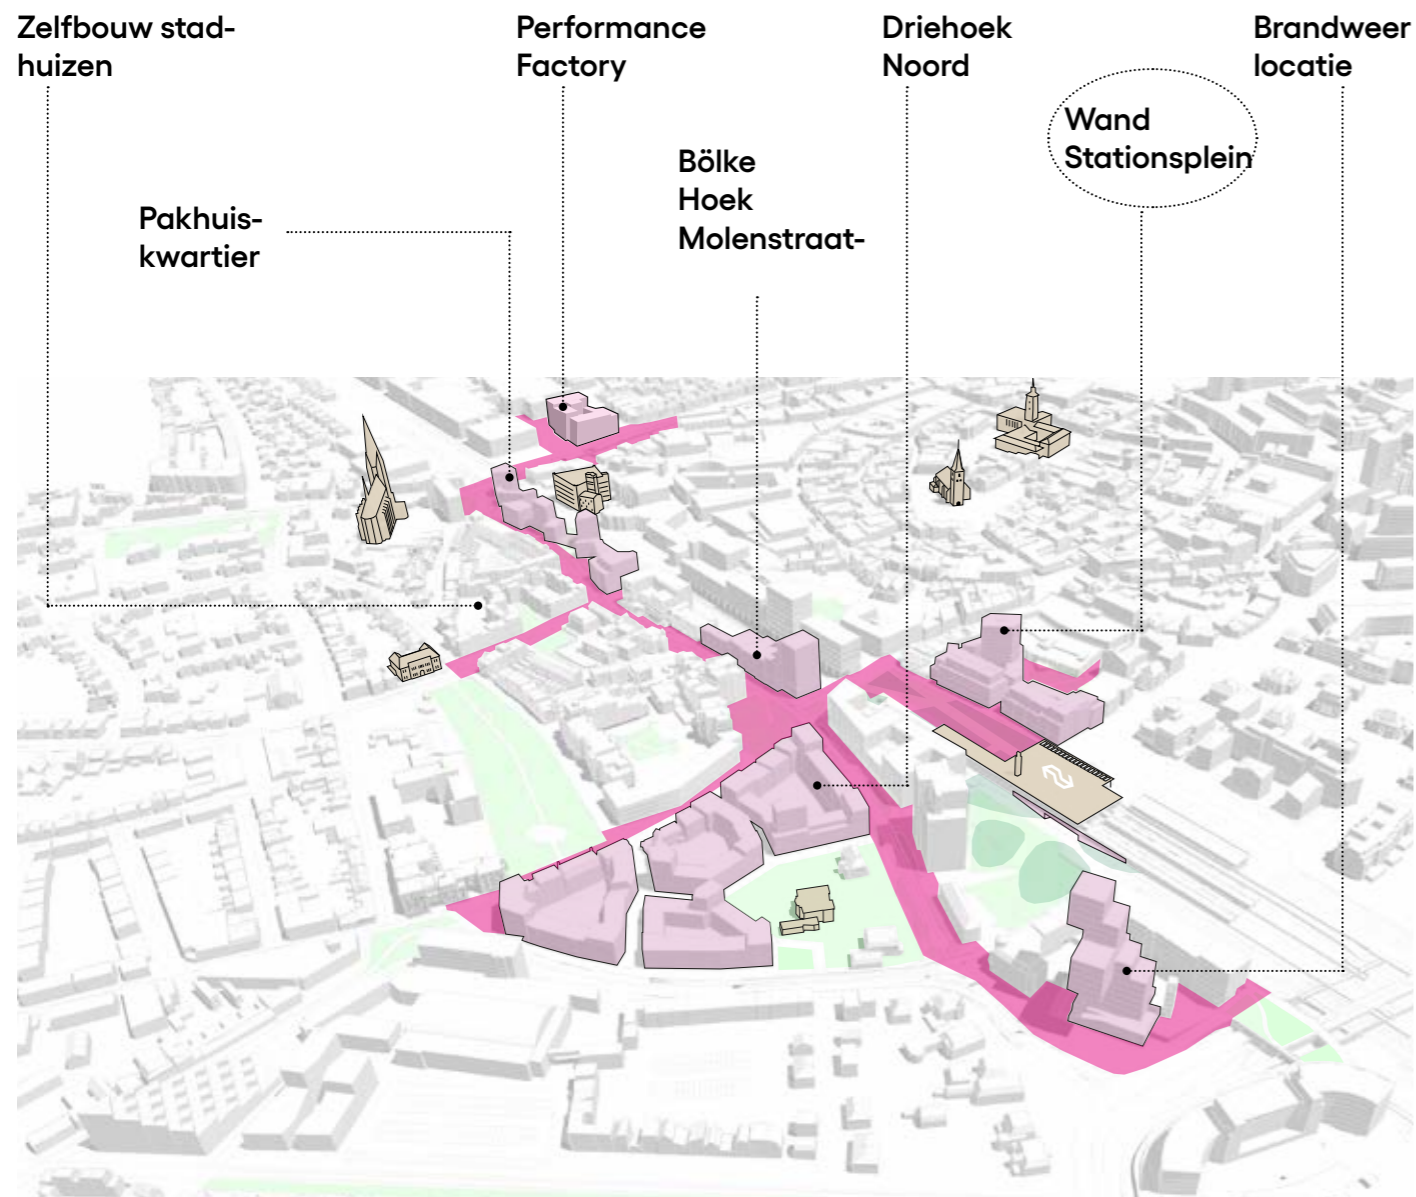 Zelfbouw stad-
huizen
Performance
Factory
Driehoek
Noord
Brandweer
locatie
Wand
Stationsplein
Bölke
Hoek
Molenstraat-
Pakhuis-
kwartier